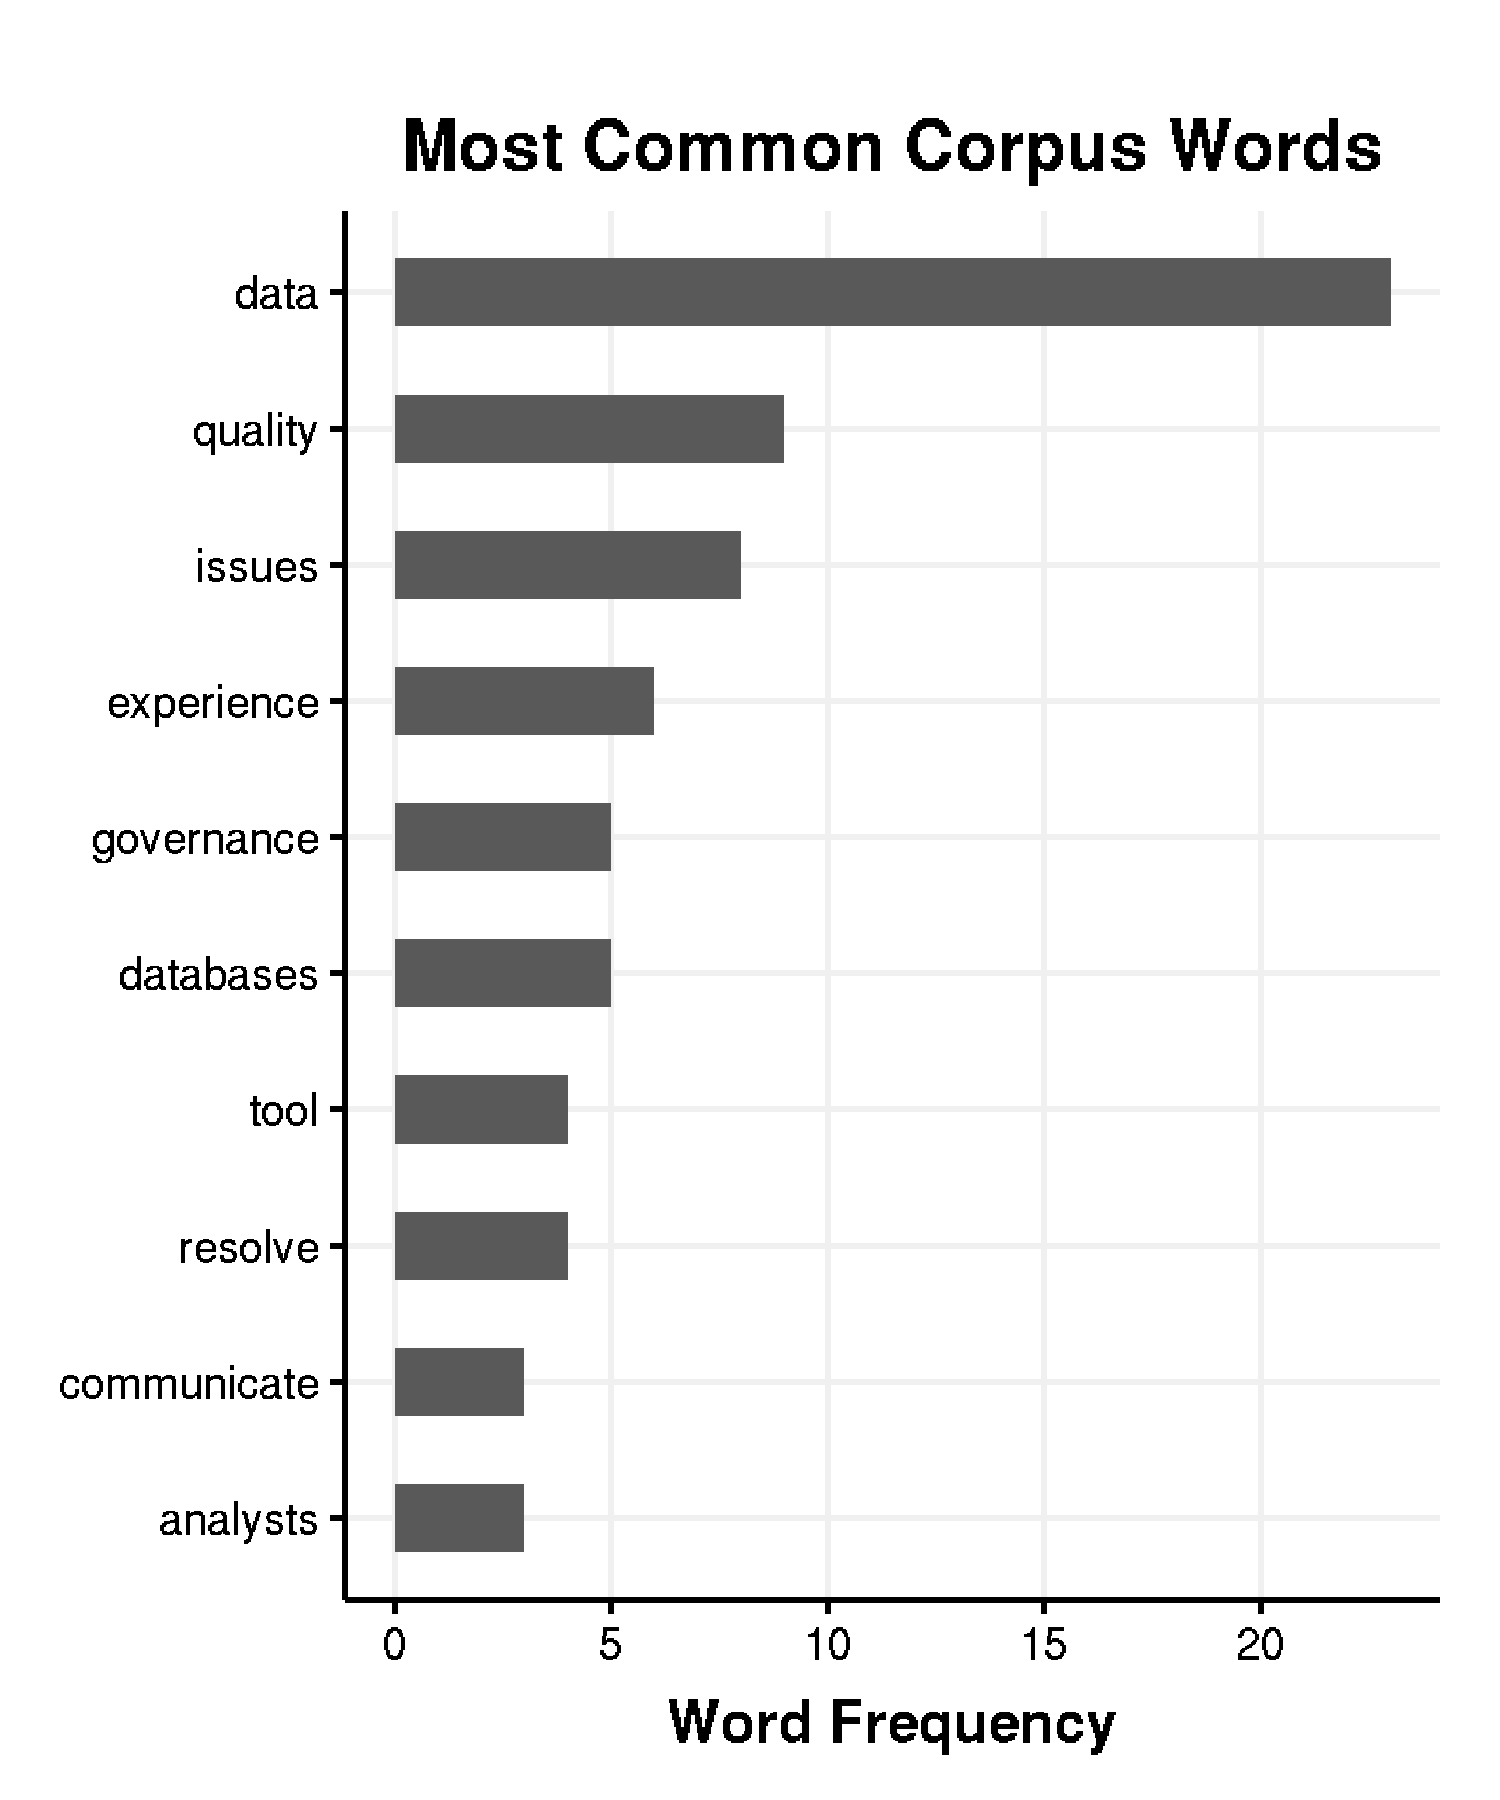 Most Common Corpus Words
data
quality
issues
experience
governance
databases
tool
resolve
communicate
analysts
0 5 10 15 20
Word Frequency